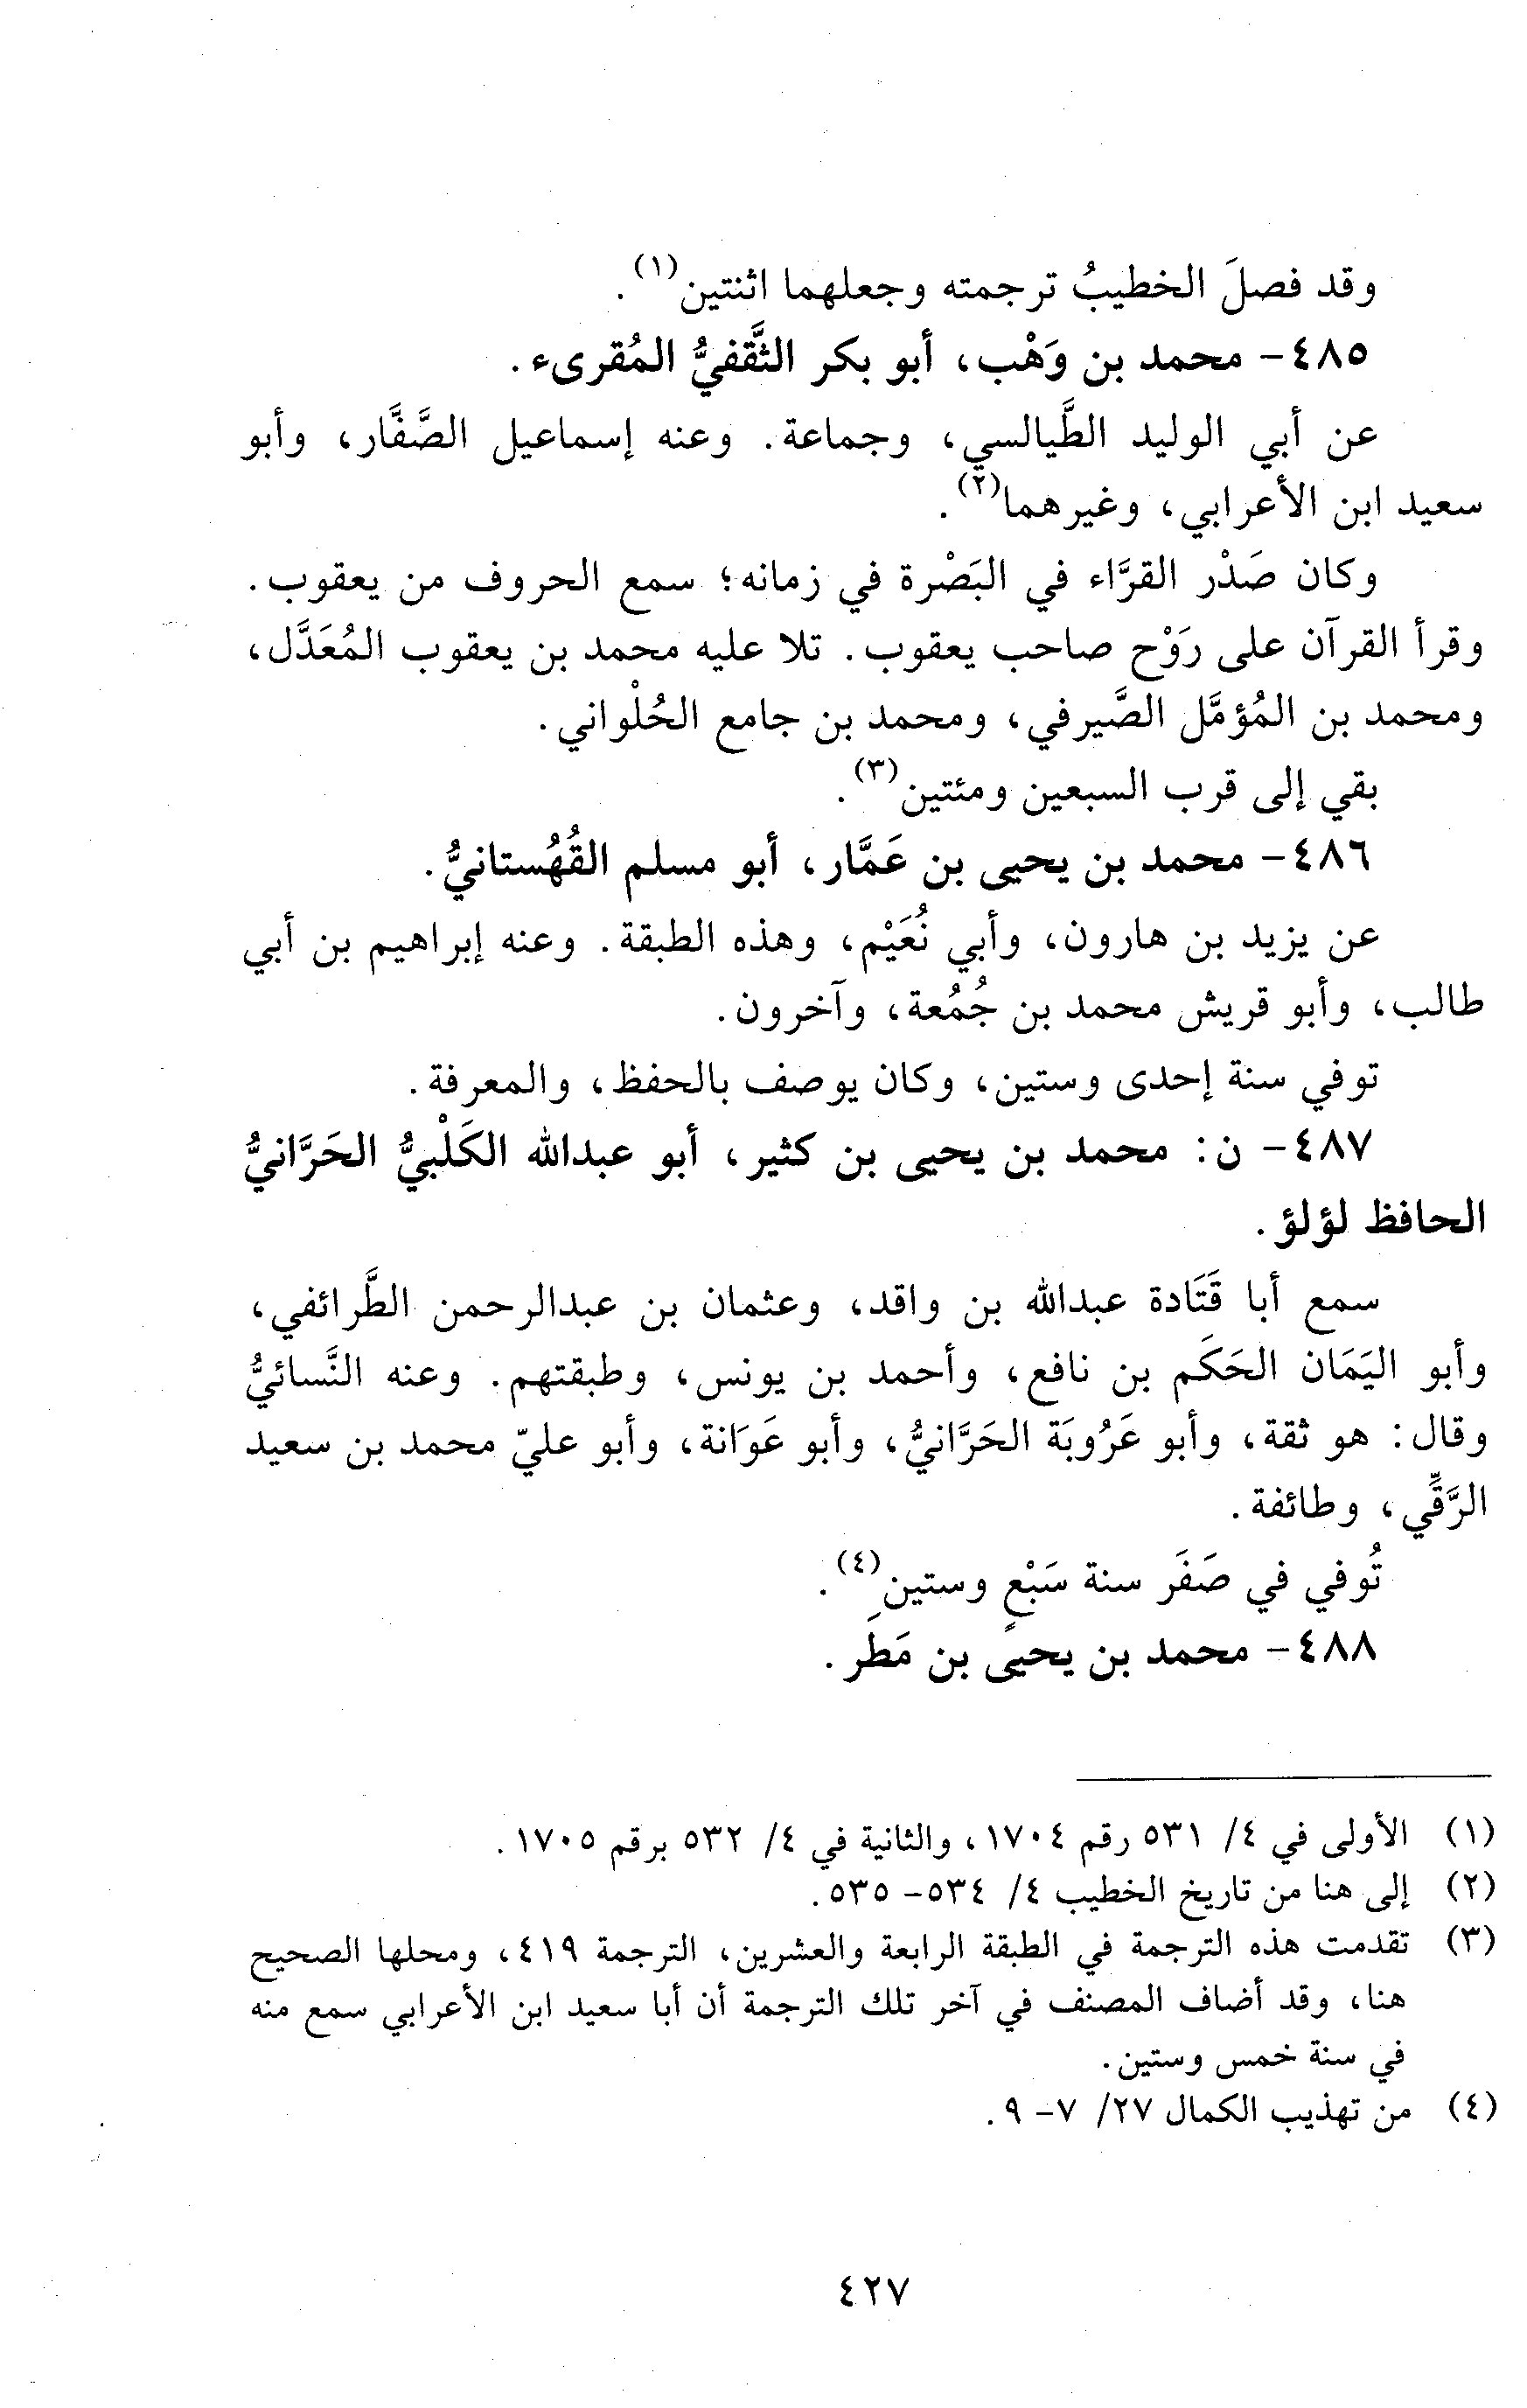 وقد فصلَ الخطيبُ ترجمته وجعلهما اثنتين(١).
٤٨٥- محمد بن وَهْب، أبو بكر الثَّقفيُّ المُقرىء.
عن أبي الوليد الطَّيالسي، وجماعة. وعنه إسماعيل الصَّفَّار، وأبو
سعيد ابن الأعرابي، وغيرهما(٢).
وكان صَدْر القرَّاء في البَصْرة في زمانه؛ سمع الحروف من يعقوب.
وقرأ القرآن على رَوْح صاحب يعقوب. تلا عليه محمد بن يعقوب المُعَدَّل،
ومحمد بن المُؤمَّل الصَّيرفي، ومحمد بن جامع الحُلْواني.
بقي إلى قرب السبعين ومئتين(٣).
٤٨٦- محمد بن يحيى بن عَمَّار، أبو مسلم القُهُستانيُّ.
عن يزيد بن هارون، وأبي نُعَيْم، وهذه الطبقة. وعنه إبراهيم بن أبي
طالب، وأبو قريش محمد بن جُمُعة، وآخرون.
توفي سنة إحدى وستين، وكان يوصف بالحفظ، والمعرفة.
٤٨٧- ن: محمد بن يحيى بن كثير، أبو عبدالله الكَلْبيُّ الحَرَّانيُّ
الحافظ لؤلؤ.
سمع أبا قَتَادة عبدالله بن واقد، وعثمان بن عبدالرحمن الطَّرائفي،
وأبو اليَمَان الحَكَم بن نافع، وأحمد بن يونس، وطبقتهم. وعنه النَّسائيُّ
وقال: هو ثقة، وأبو عَرُوبَة الحَرَّانيُّ، وأبو عَوَانة، وأبو عليّ محمد بن سعيد
الرَّقِّي، وطائفة.
تُوفي في صَفَر سنة سَبْعٍ وستين(٤).
٤٨٨- محمد بن يحيى بن مَطَر.
(١) الأولى في ٤/ ٥٣١ رقم ١٧٠٤، والثانية في ٤/ ٥٣٢ برقم ١٧٠٥.
(٢) إلى هنا من تاريخ الخطيب ٤/ ٥٣٤- ٥٣٥.
(٣) تقدمت هذه الترجمة في الطبقة الرابعة والعشرين، الترجمة ٤١٩، ومحلها الصحيح
هنا، وقد أضاف المصنف في آخر تلك الترجمة أن أبا سعيد ابن الأعرابي سمع منه
في سنة خمس وستين.
(٤) من تهذيب الكمال ٢٧/ ٧- ٩.
٤٢٧